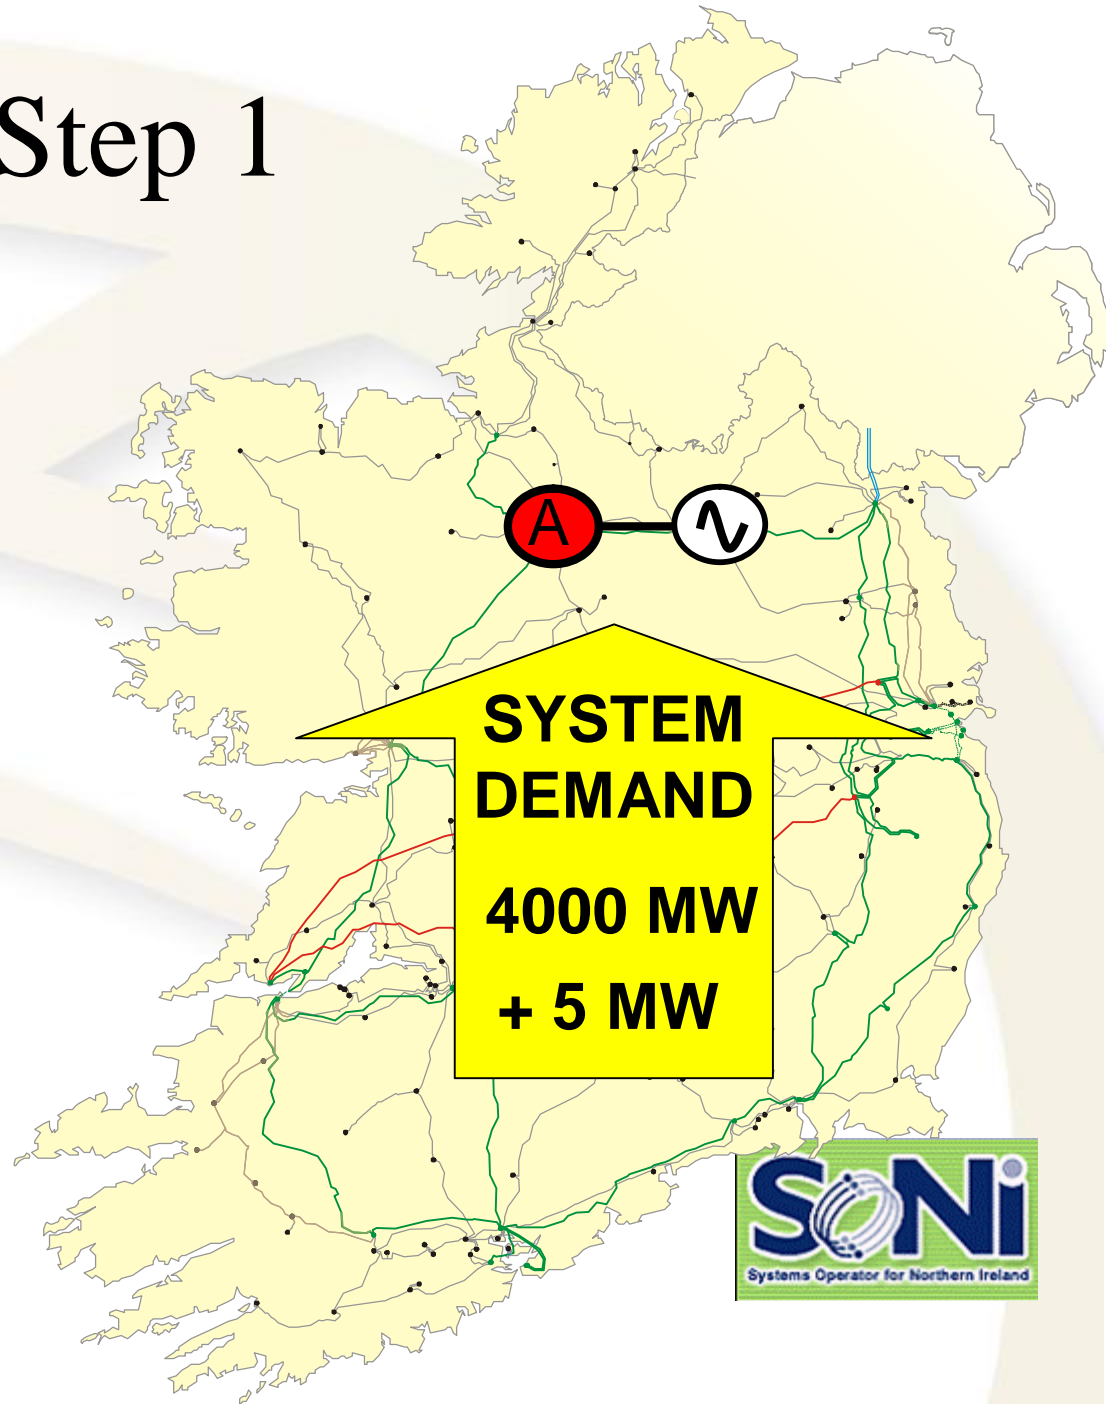 Step 1
A
SYSTEM
DEMAND
4000 MW
+ 5 MW
SONi
Systems Operator for Northern Ireland